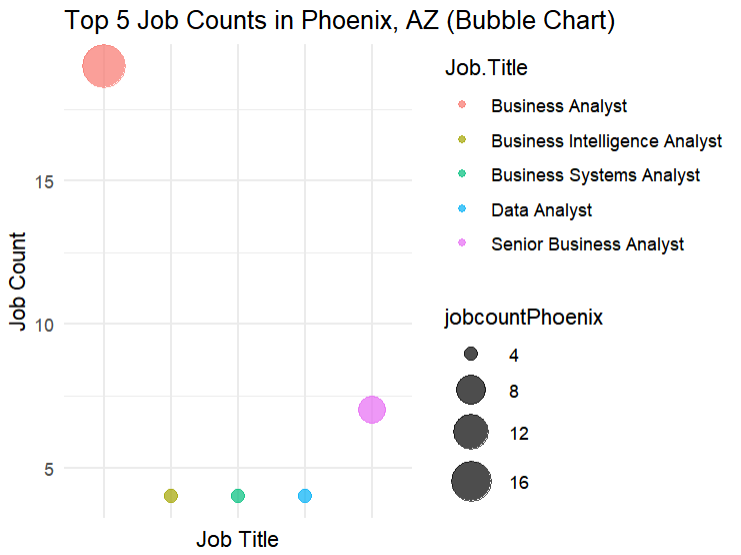 Top 5 Job Counts in Phoenix, AZ (Bubble Chart)
Job Count
15
10
5
Job Title
Job.Title
Business Analyst
Business Intelligence Analyst
Business Systems Analyst
Data Analyst
Senior Business Analyst
jobcountPhoenix
4
8
12
16